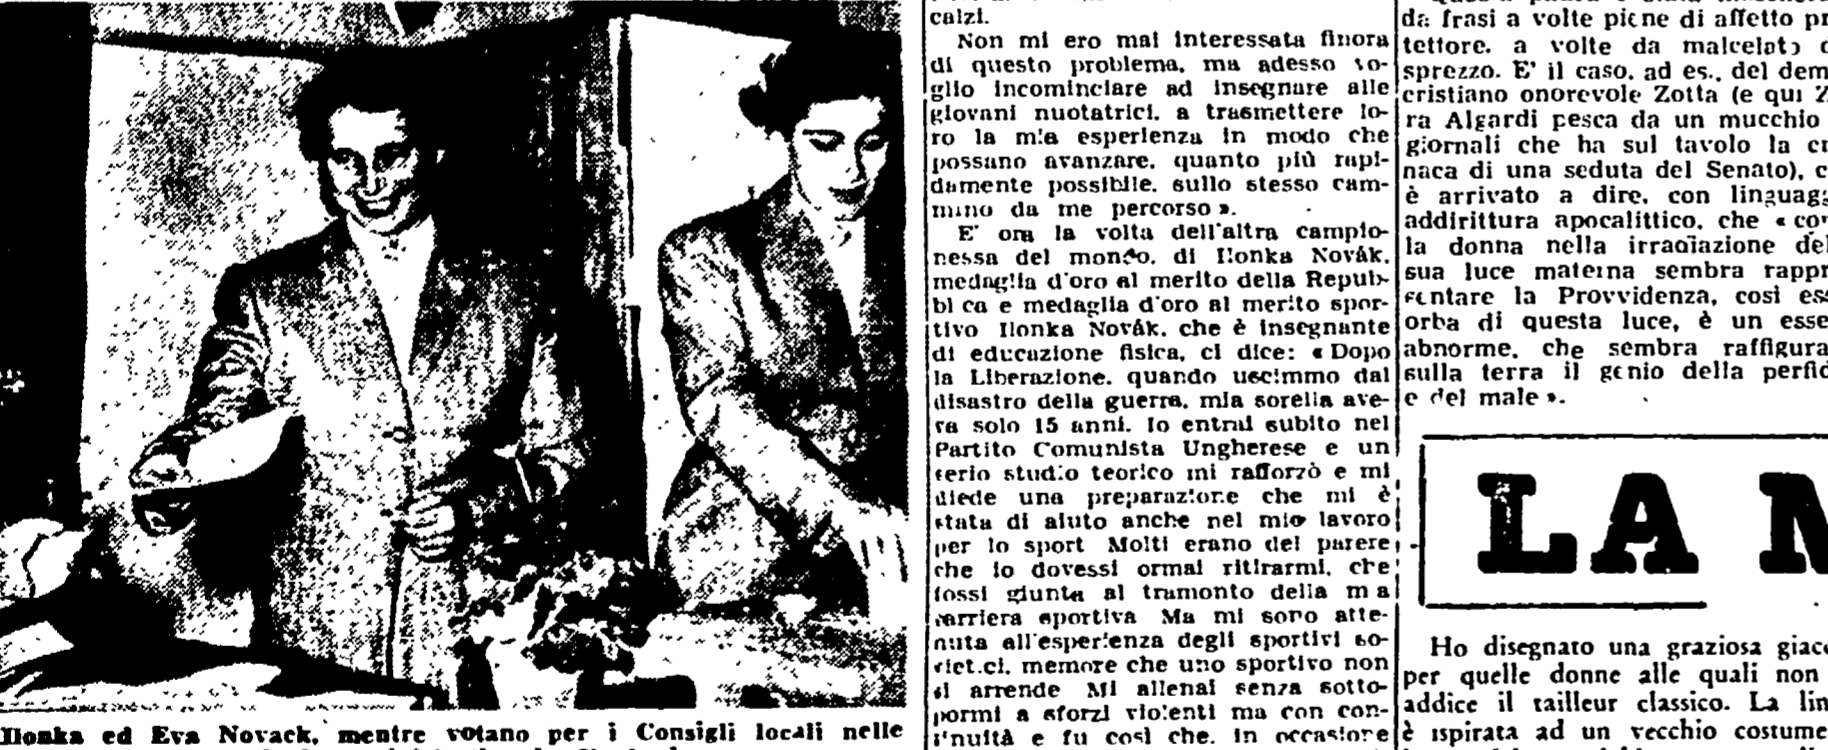 calzi.
Non mi ero mai interessata finora
di questo problema, ma adesso vo-
glio incominciare ad insegnare alle
giovani nuotatrici, a trasmettere lo-
ro la mia esperienza in modo che
possano avanzare, quanto più rapi-
damente possibile, sullo stesso cam-
mino da me percorso ».
E' ora la volta dell'altra campio-
nessa del mondo, di Ilonka Novák,
medaglia d'oro al merito della Repub-
blica e medaglia d'oro al merito spor-
tivo Ilonka Novák, che è insegnante
di educazione fisica, ci dice: « Dopo
la Liberazione, quando uscimmo dal
disastro della guerra, mia sorella ave-
va solo 15 anni. Io entrai subito nel
Partito Comunista Ungherese e un
serio studio teorico mi rafforzò e mi
diede una preparazione che mi è
stata di aiuto anche nel mio lavoro
per lo sport Molti erano del parere
che io dovessi ormai ritirarmi, che
fossi giunta al tramonto della mia
carriera sportiva Ma mi sono atte-
nuta all'esperienza degli sportivi so-
vietici, memore che uno sportivo non
si arrende Mi allenai senza sotto-
pormi a sforzi violenti ma con con-
tinuità e fu così che, in occasione
da frasi a volte piene di affetto pr
tettore, a volte da malcelato d
sprezzo. E' il caso, ad es., del dem
cristiano onorevole Zotta (e qui Z
ra Algardi pesca da un mucchio
giornali che ha sul tavolo la cr
naca di una seduta del Senato), c
è arrivato a dire, con linguagg
addirittura apocalittico, che « con
la donna nella irradiazione del
sua luce materna sembra rappr
sentare la Provvidenza, così ess
orba di questa luce, è un esse
abnorme, che sembra raffigura
sulla terra il genio della perfid
e del male ».
LA
Ho disegnato una graziosa giacc
per quelle donne alle quali non
addice il tailleur classico. La lin
è ispirata ad un vecchio costume
Ilonka ed Eva Novack, mentre votano per i Consigli locali nelle